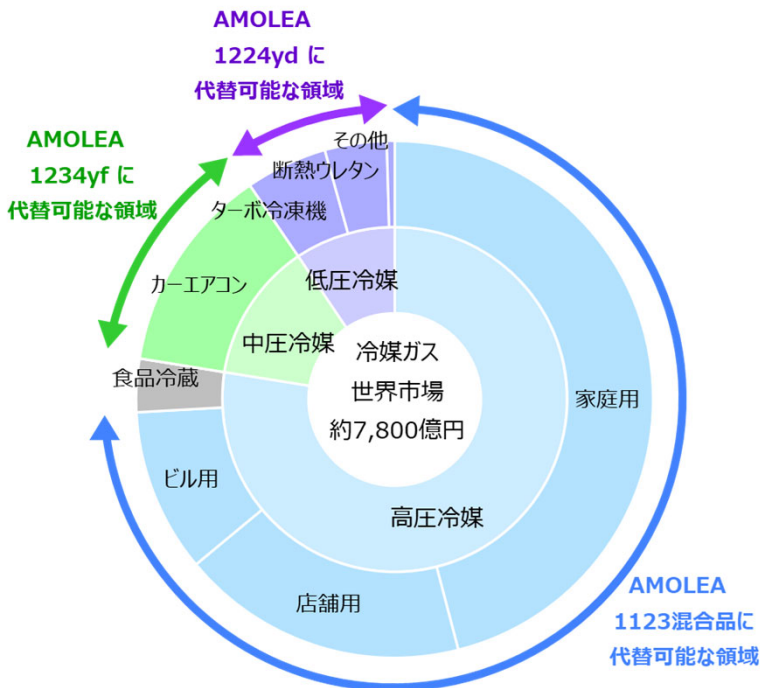 AMOLEA
1224yd に
代替可能な領域
AMOLEA
1234yf に
代替可能な領域
その他
断熱ウレタン
ターボ冷凍機
カーエアコン
食品冷蔵
ビル用
店舗用
家庭用
低圧冷媒
中圧冷媒
高圧冷媒
冷媒ガス
世界市場
約7,800億円
AMOLEA
1123混合品に
代替可能な領域